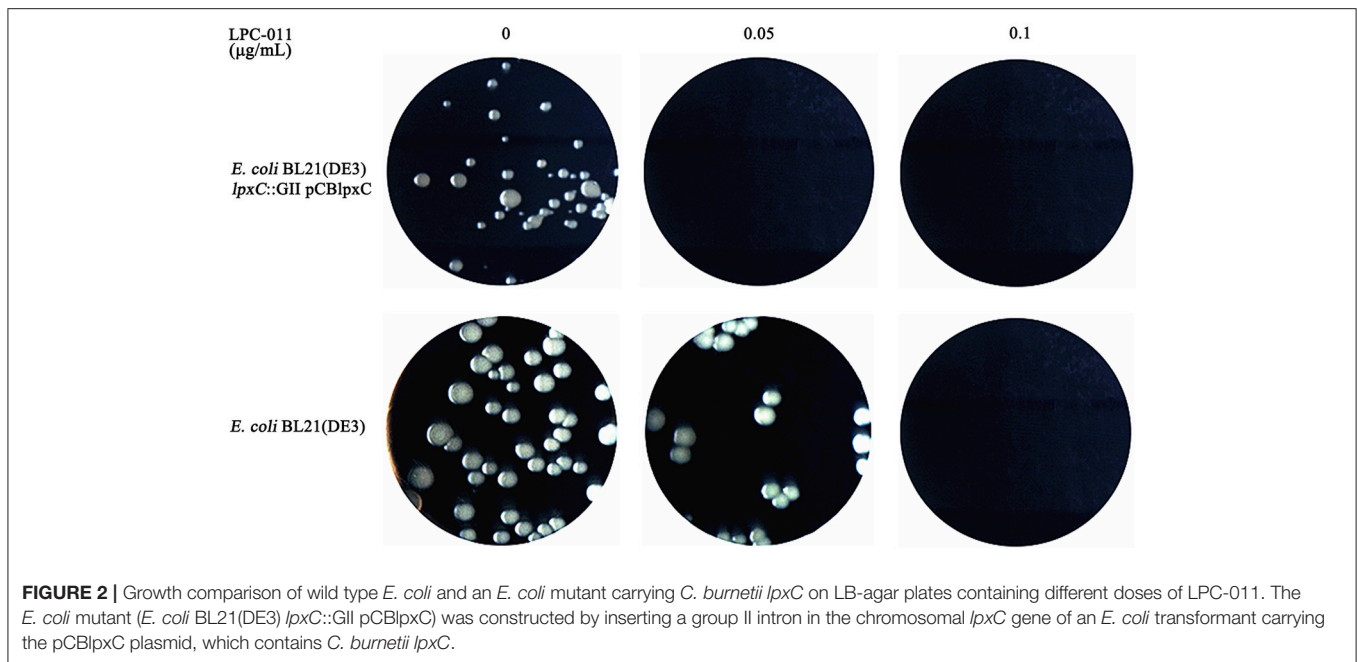 LPC-011 0 0.05 0.1
(µg/mL)
E. coli BL21(DE3)
lpxC::GII pCBlpxC
E. coli BL21(DE3)
FIGURE 2 | Growth comparison of wild type E. coli and an E. coli mutant carrying C. burnetii lpxC on LB-agar plates containing different doses of LPC-011. The
E. coli mutant (E. coli BL21(DE3) lpxC::GII pCBlpxC) was constructed by inserting a group II intron in the chromosomal lpxC gene of an E. coli transformant carrying
the pCBlpxC plasmid, which contains C. burnetii lpxC.